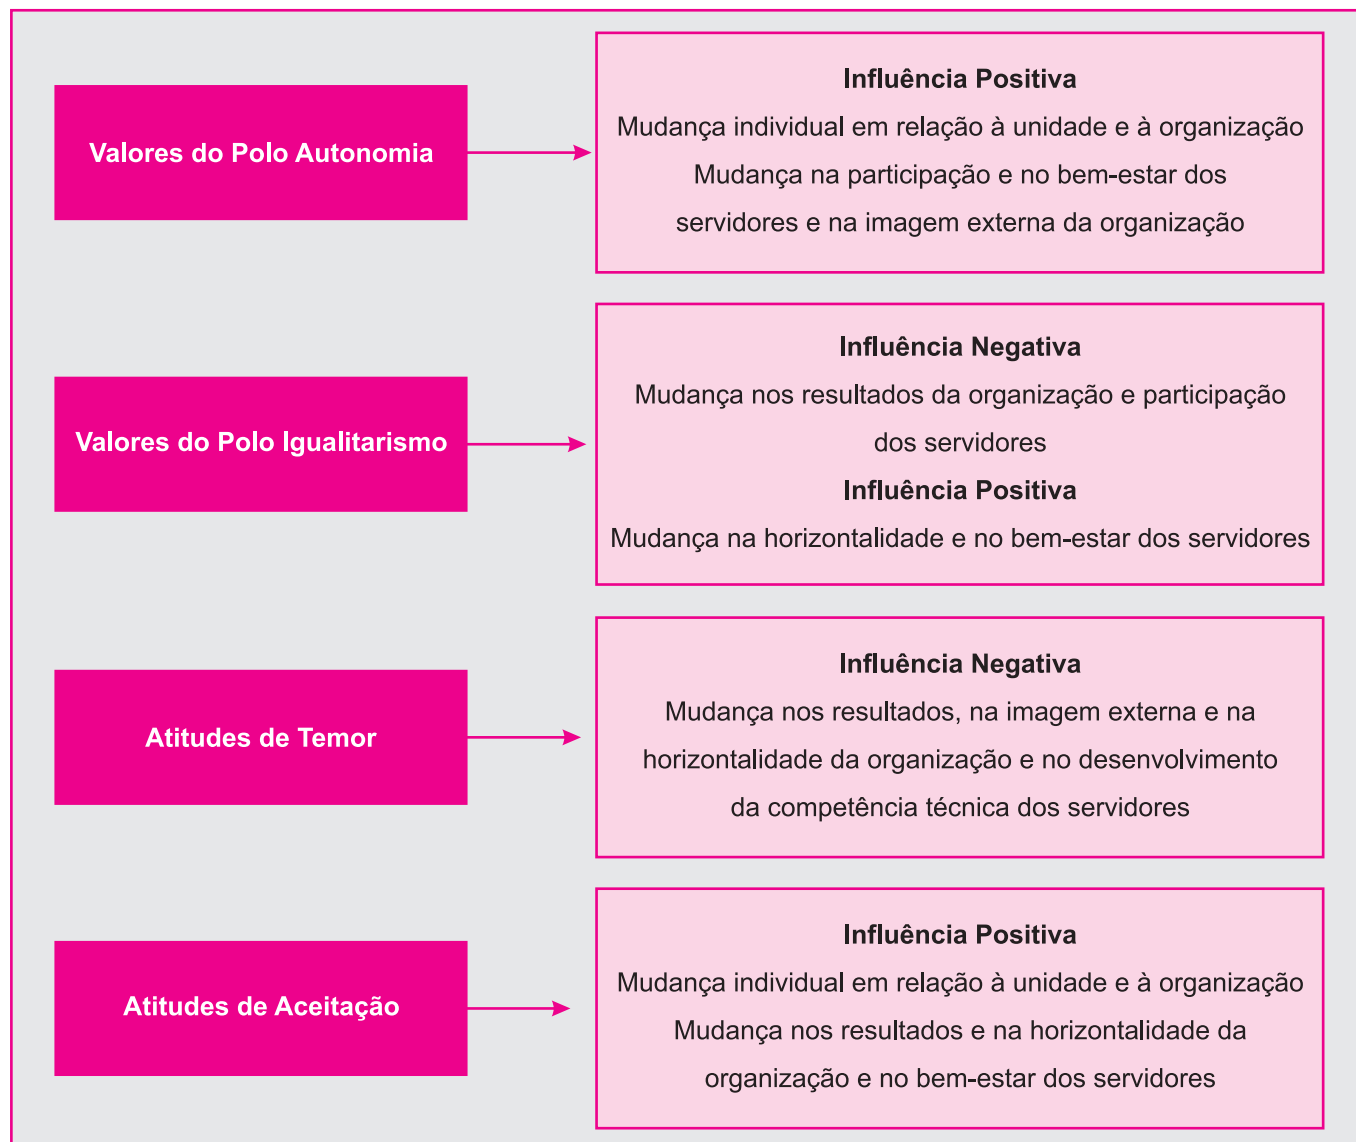 Valores do Polo Autonomia
Influência Positiva
Mudança individual em relação à unidade e à organização
Mudança na participação e no bem-estar dos
servidores e na imagem externa da organização
Valores do Polo Igualitarismo
Influência Negativa
Mudança nos resultados da organização e participação
dos servidores
Influência Positiva
Mudança na horizontalidade e no bem-estar dos servidores
Atitudes de Temor
Influência Negativa
Mudança nos resultados, na imagem externa e na
horizontalidade da organização e no desenvolvimento
da competência técnica dos servidores
Atitudes de Aceitação
Influência Positiva
Mudança individual em relação à unidade e à organização
Mudança nos resultados e na horizontalidade da
organização e no bem-estar dos servidores